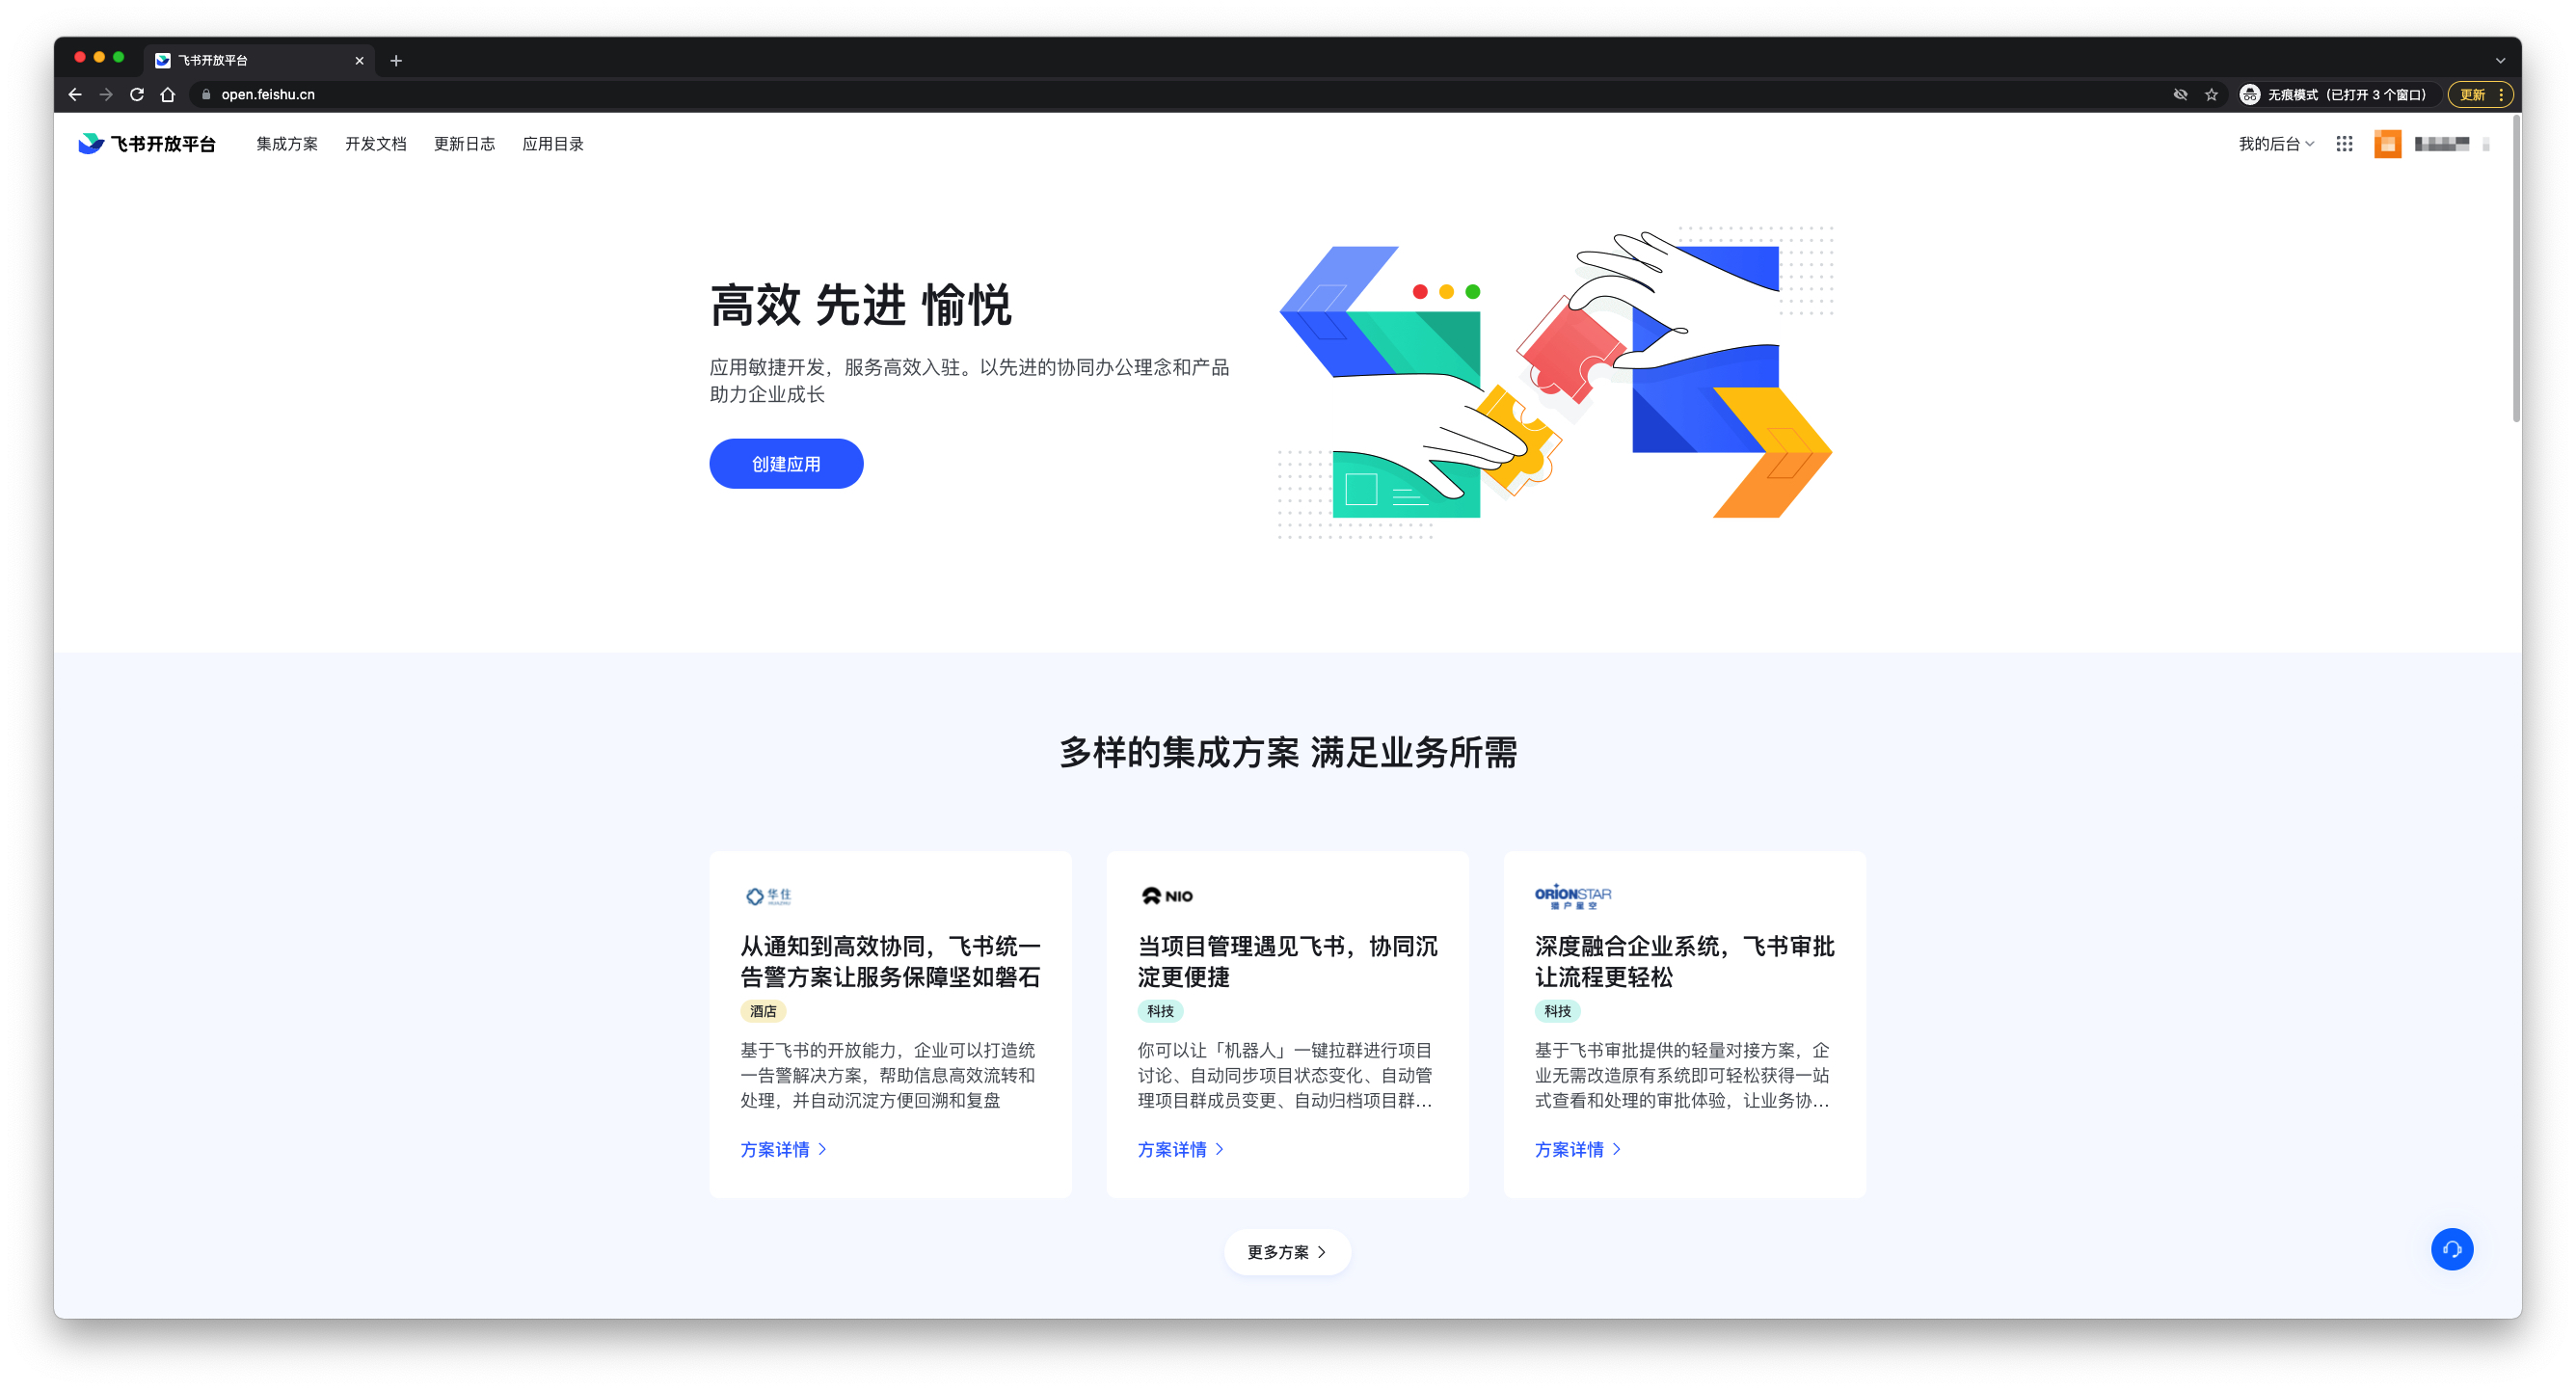 飞书开放平台
open.feishu.cn
无痕模式（已打开 3 个窗口）
更新
飞书开放平台
集成方案
开发文档
更新日志
应用目录
我的后台
高效 先进 愉悦
应用敏捷开发，服务高效入驻。以先进的协同办公理念和产品
助力企业成长
创建应用
多样的集成方案 满足业务所需
华住
从通知到高效协同，飞书统一
告警方案让服务保障坚如磐石
酒店
基于飞书的开放能力，企业可以打造统
一告警解决方案，帮助信息高效流转和
处理，并自动沉淀方便回溯和复盘
方案详情
NIO
当项目管理遇见飞书，协同沉
淀更便捷
科技
你可以让「机器人」一键拉群进行项目
讨论、自动同步项目状态变化、自动管
理项目群成员变更、自动归档项目群...
方案详情
ORIONSTAR
猎户星空
深度融合企业系统，飞书审批
让流程更轻松
科技
基于飞书审批提供的轻量对接方案，企
业无需改造原有系统即可轻松获得一站
式查看和处理的审批体验，让业务协...
方案详情
更多方案